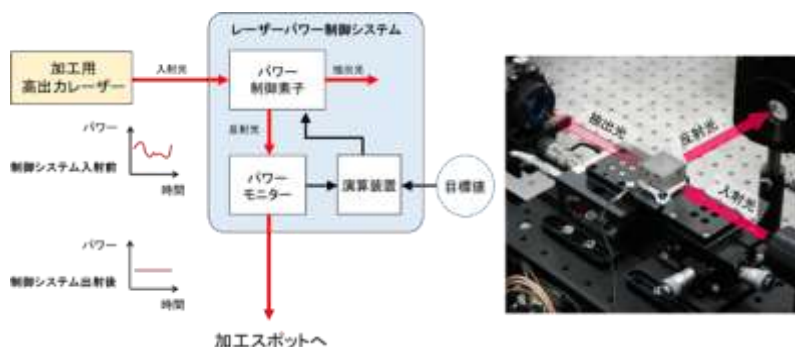 レーザーパワー制御システム
加工用
高出力レーザー
入射光
パワー
制御素子
抽出光
反射光
パワー
制御システム入射前
時間
パワー
モニター
演算装置
目標値
パワー
制御システム出射後
時間
加工スポットへ
抽出光
反射光
入射光